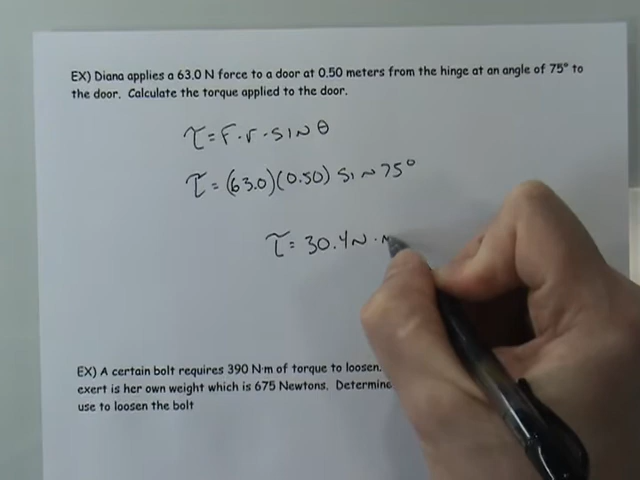 EX) Diana applies a 63.0 N force to a door at 0.50 meters from the hinge at an angle of 75° to
the door. Calculate the torque applied to the door.
τ = F · r · sin θ
τ = (63.0)(0.50) sin 75°
τ = 30.4 N ·
EX) A certain bolt requires 390 N·m of torque to loosen.
exert is her own weight which is 675 Newtons. Determine
use to loosen the bolt